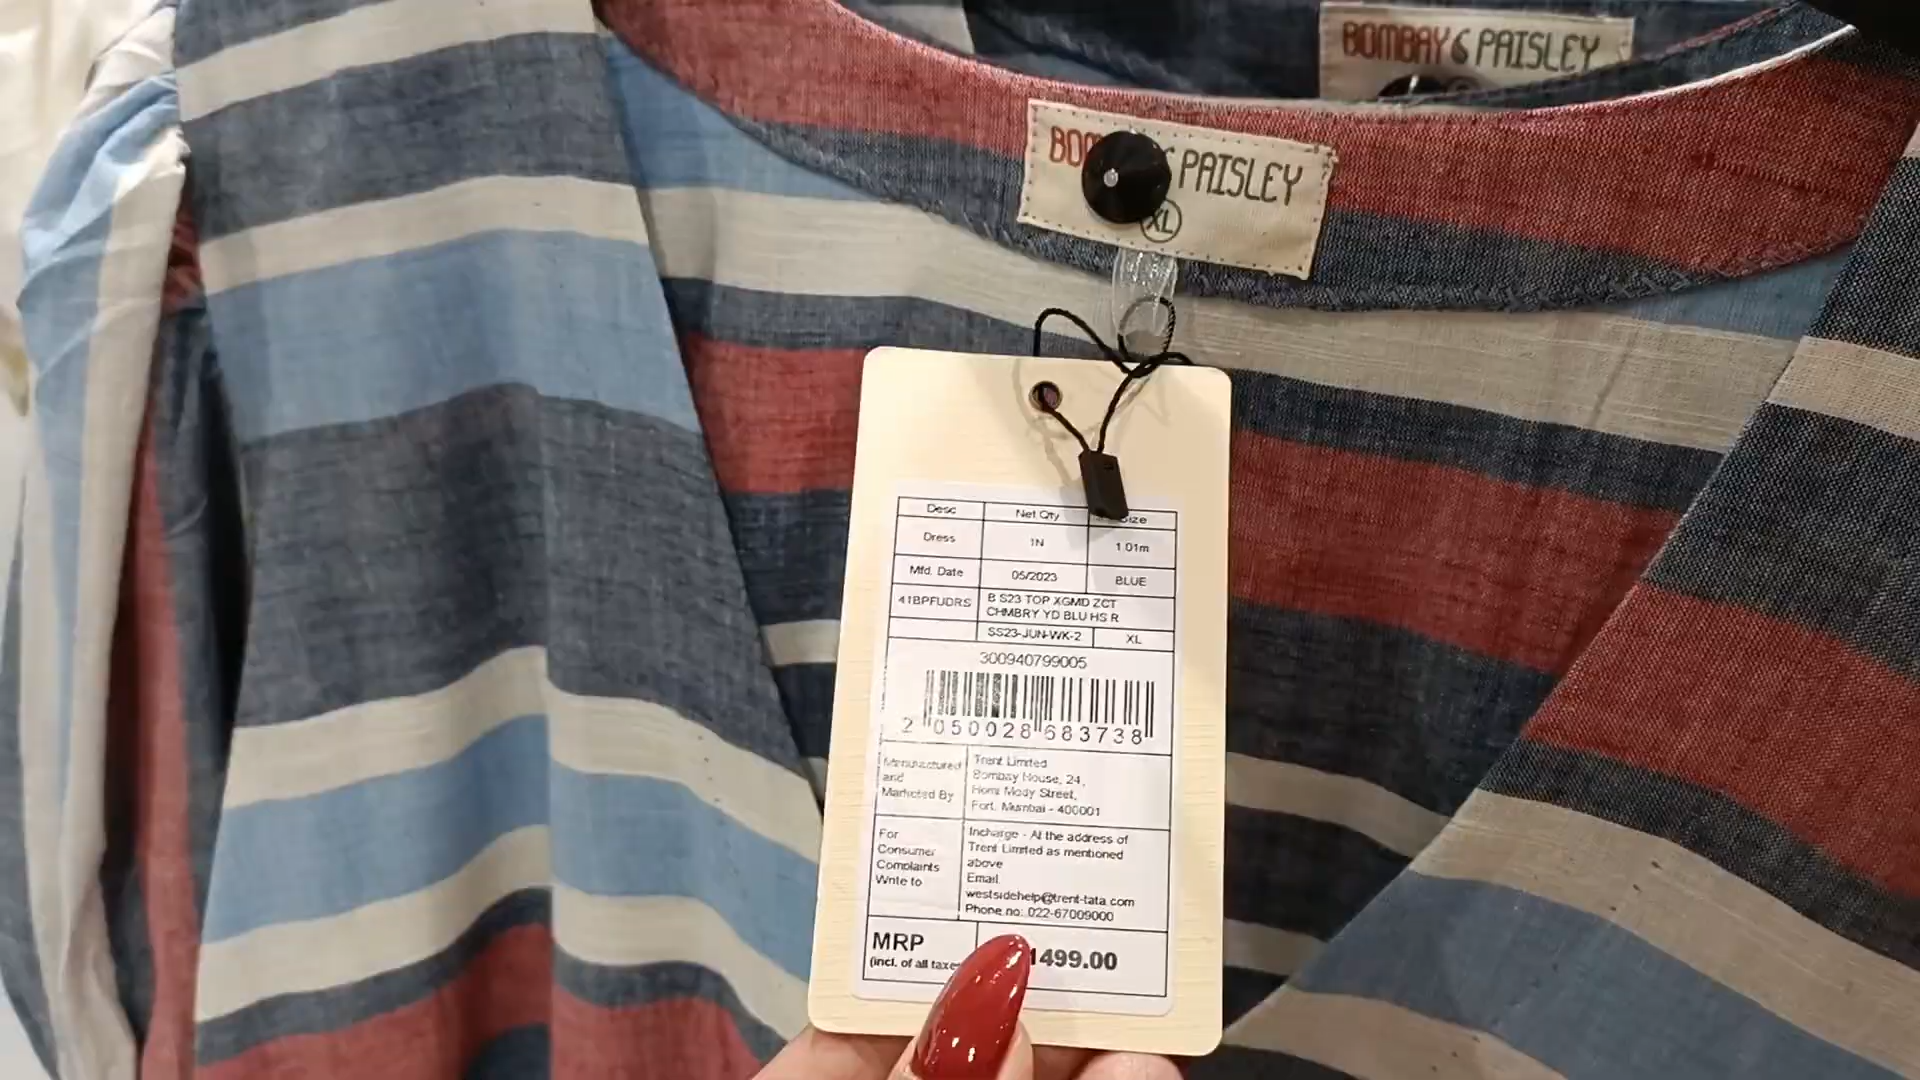 BOMBAY PAISLEY
PAISLEY
XL
Desc Net Qty Size
Dress 1N 1.01m
Mfd. Date 05/2023 BLUE
41BPFUDRS B S23 TOP XGMD ZCT
CHMBRY YD BLU HS R
SS23-JUN-WK-2 XL
300940799005
2 050028 683738
Manufactured
and
Marketed By
Trent Limited
Bombay House, 24,
Homi Mody Street,
Fort, Mumbai - 400001
For
Consumer
Complaints
Write to
Incharge - At the address of
Trent Limited as mentioned
above
Email.
westsidehelp@trent-tata.com
Phone no: 022-67009000
MRP 1499.00
(incl. of all taxes